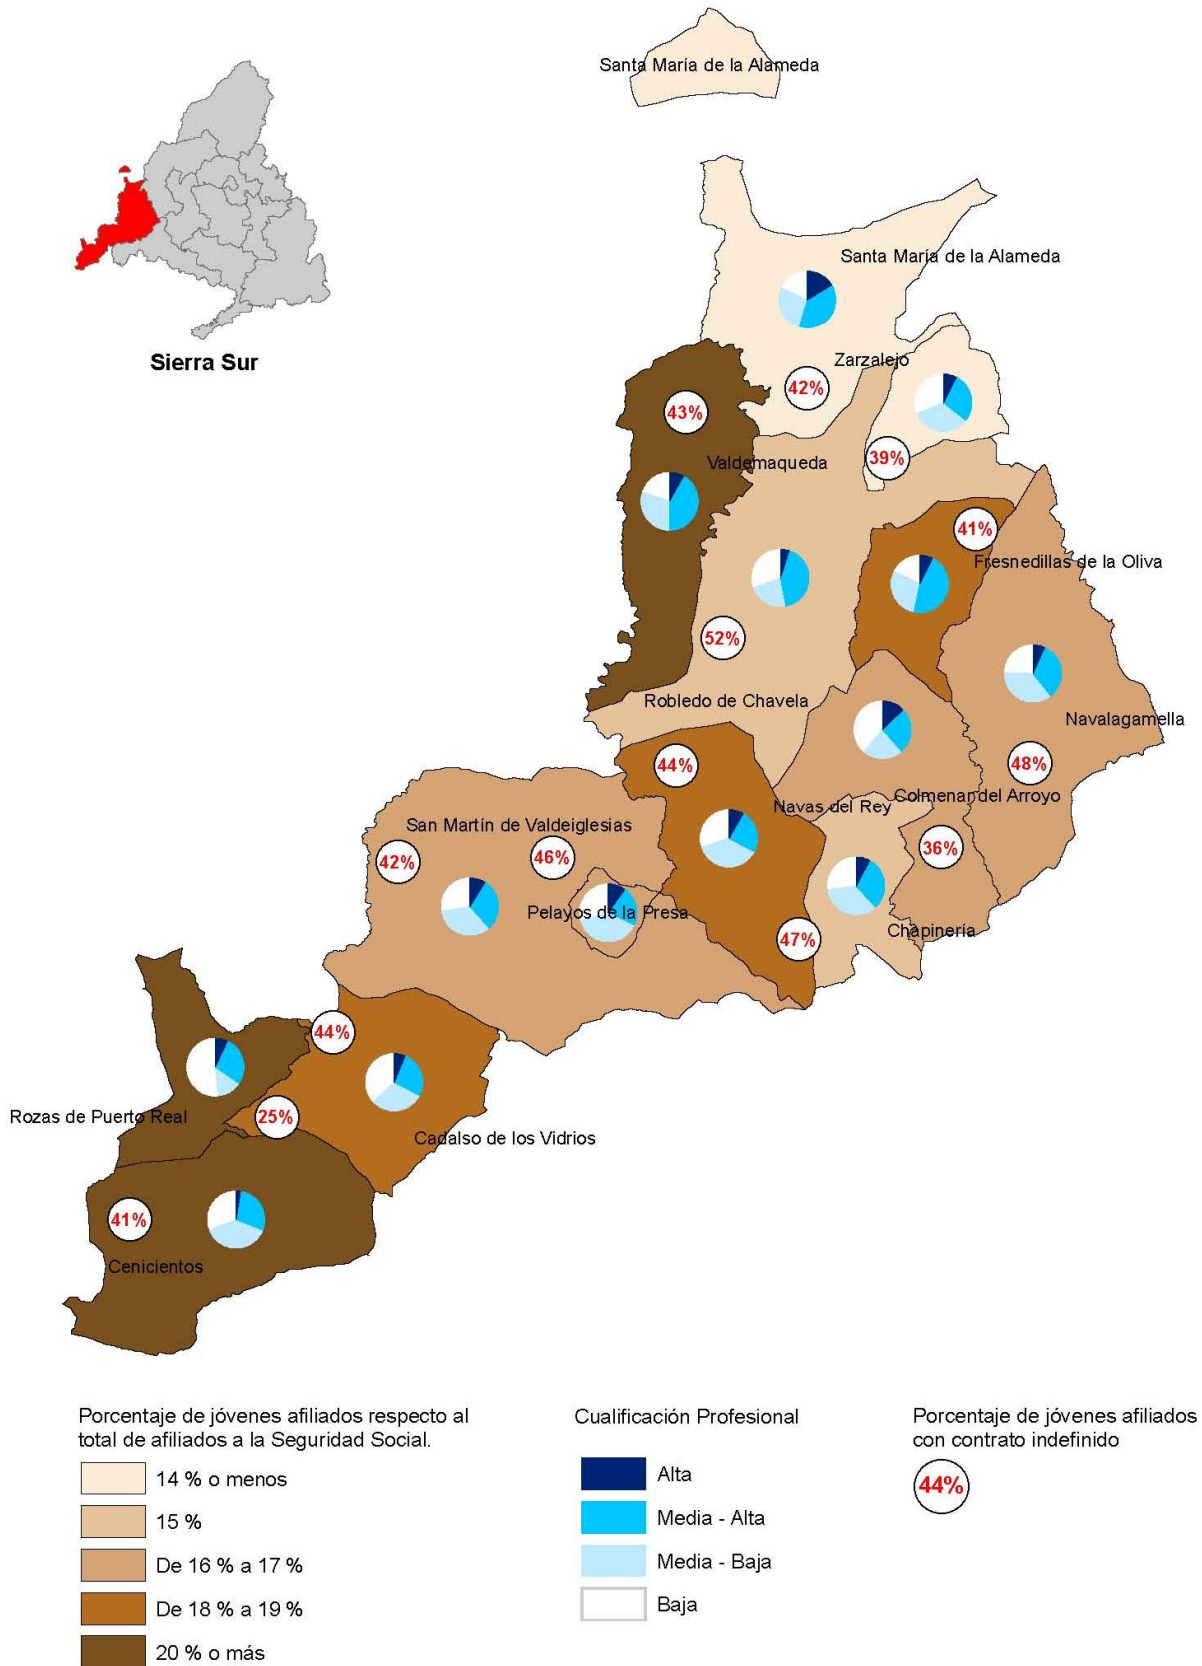 Santa María de la Alameda
Sierra Sur
Santa María de la Alameda
Zarzalejo
42%
43%
Valdemaqueda
39%
41%
Fresnedillas de la Oliva
52%
Robledo de Chavela
Navalagamella
44%
48%
Navas del Rey
Colmenar del Arroyo
San Martín de Valdeiglesias
42%
46%
36%
Pelayos de la Presa
Chapinería
47%
44%
Rozas de Puerto Real
25%
Cadalso de los Vidrios
41%
Cenicientos
Porcentaje de jóvenes afiliados respecto al
total de afiliados a la Seguridad Social.
14 % o menos
15 %
De 16 % a 17 %
De 18 % a 19 %
20 % o más
Cualificación Profesional
Alta
Media - Alta
Media - Baja
Baja
Porcentaje de jóvenes afiliados
con contrato indefinido
44%